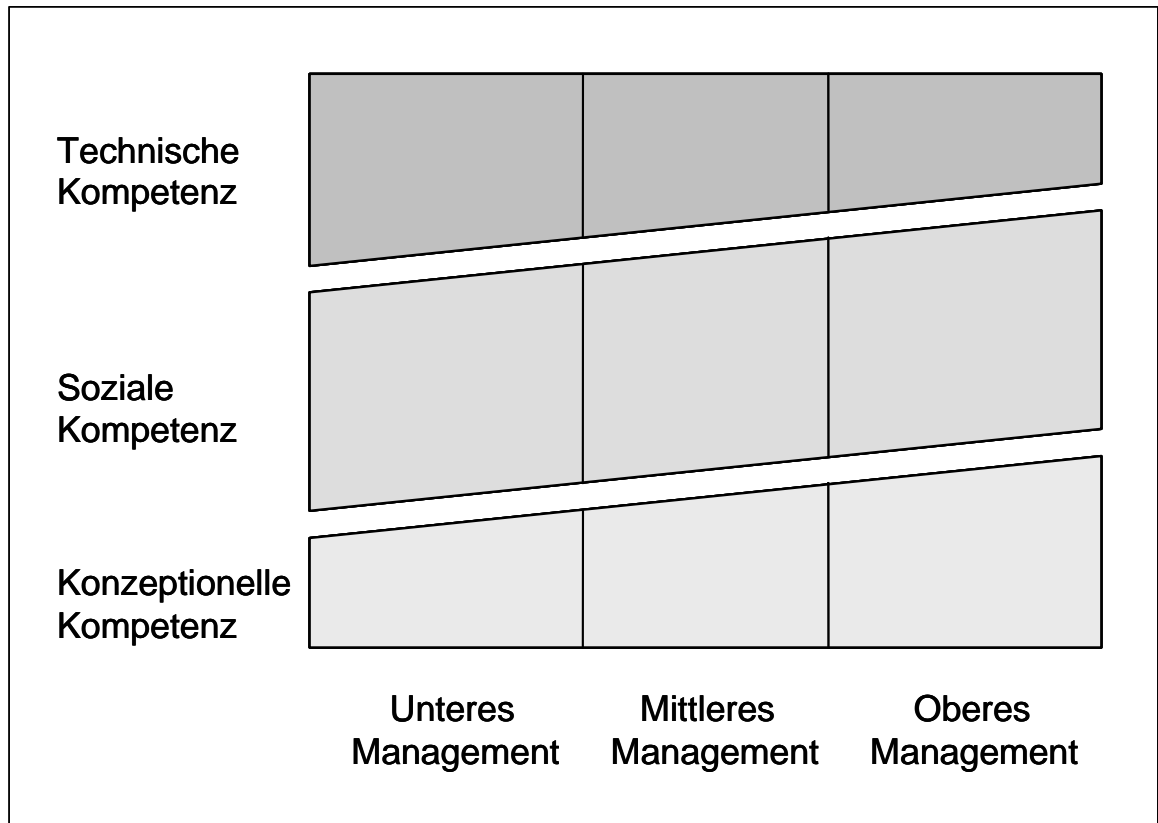 Technische
Kompetenz
Soziale
Kompetenz
Konzeptionelle
Kompetenz
Unteres
Management
Mittleres
Management
Oberes
Management